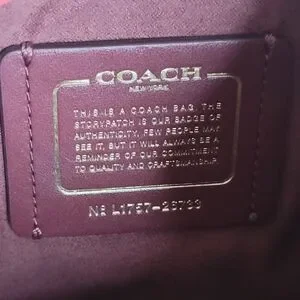 COACH
NEW YORK
THIS IS A COACH BAG. THE
STORYPATCH IS OUR BADGE OF
AUTHENTICITY. FEW PEOPLE MAY
SEE IT, BUT IT WILL ALWAYS BE A
REMINDER OF OUR COMMITMENT
TO QUALITY AND CRAFTSMANSHIP.
Nº L1757-26733